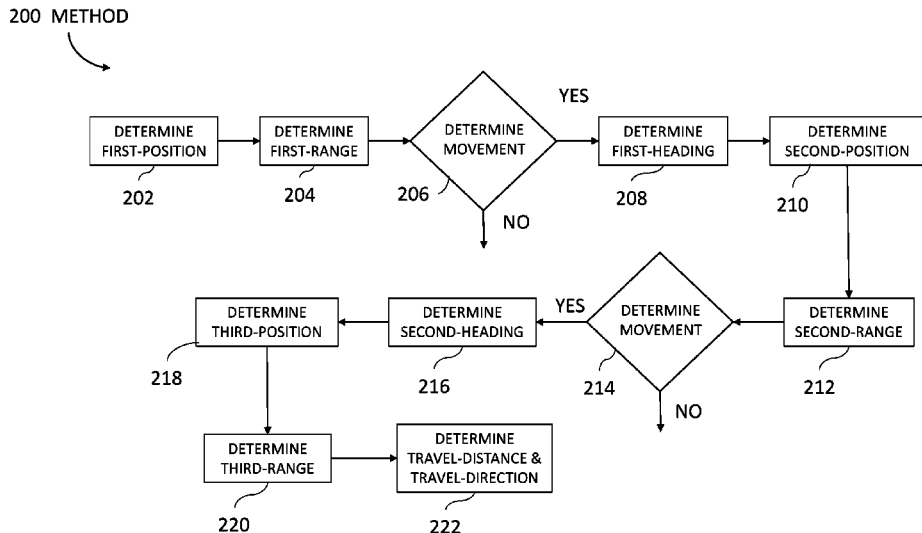 200 METHOD
DETERMINE
FIRST-POSITION
202
DETERMINE
FIRST-RANGE
204
DETERMINE
MOVEMENT
206
YES
NO
DETERMINE
FIRST-HEADING
208
DETERMINE
SECOND-POSITION
210
DETERMINE
SECOND-RANGE
212
DETERMINE
MOVEMENT
214
YES
NO
DETERMINE
SECOND-HEADING
216
DETERMINE
THIRD-POSITION
218
DETERMINE
THIRD-RANGE
220
DETERMINE
TRAVEL-DISTANCE &
TRAVEL-DIRECTION
222